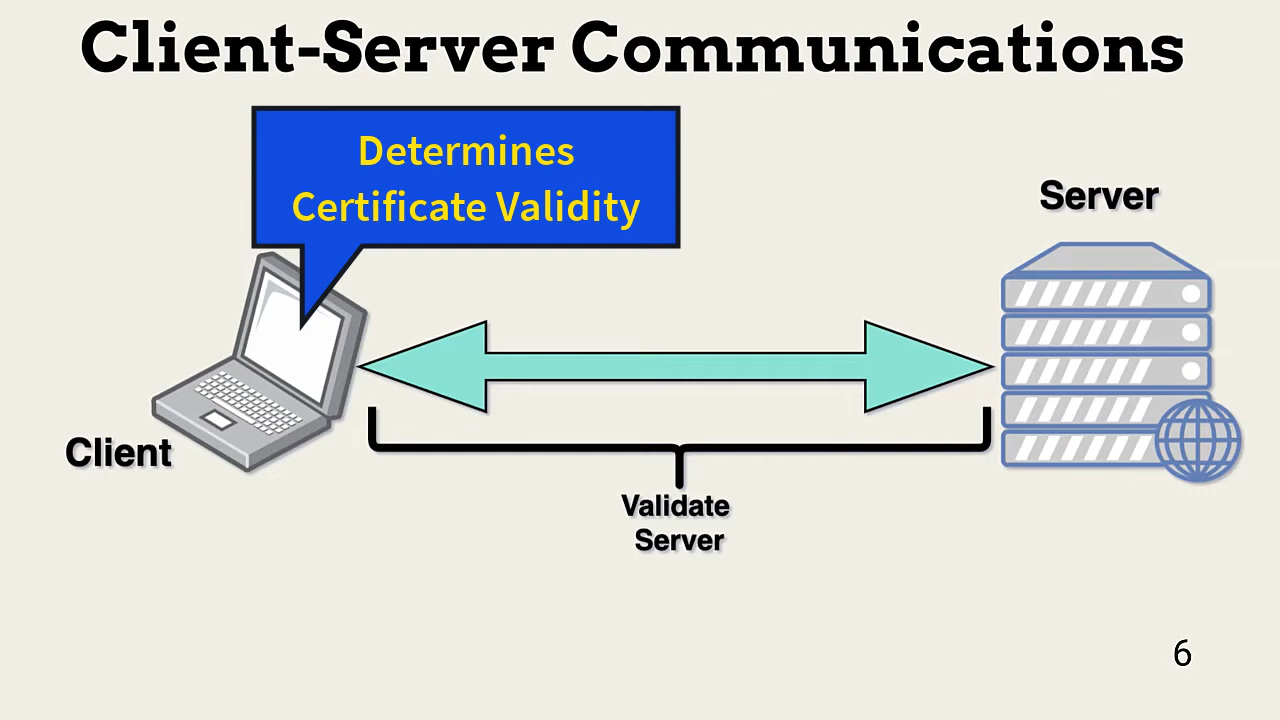 Client-Server Communications
Determines
Certificate Validity
Server
Client
Validate
Server
6